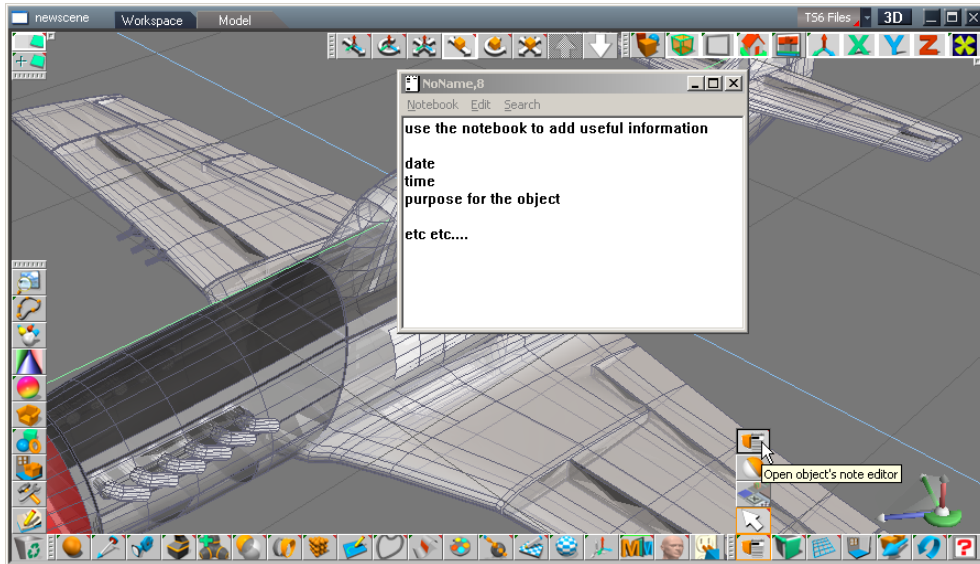 newscene
Workspace
Model
TS6 Files
3D
X
Y
Z
NoName,8
Notebook Edit Search
use the notebook to add useful information
date
time
purpose for the object
etc etc....
Open object's note editor
M
?